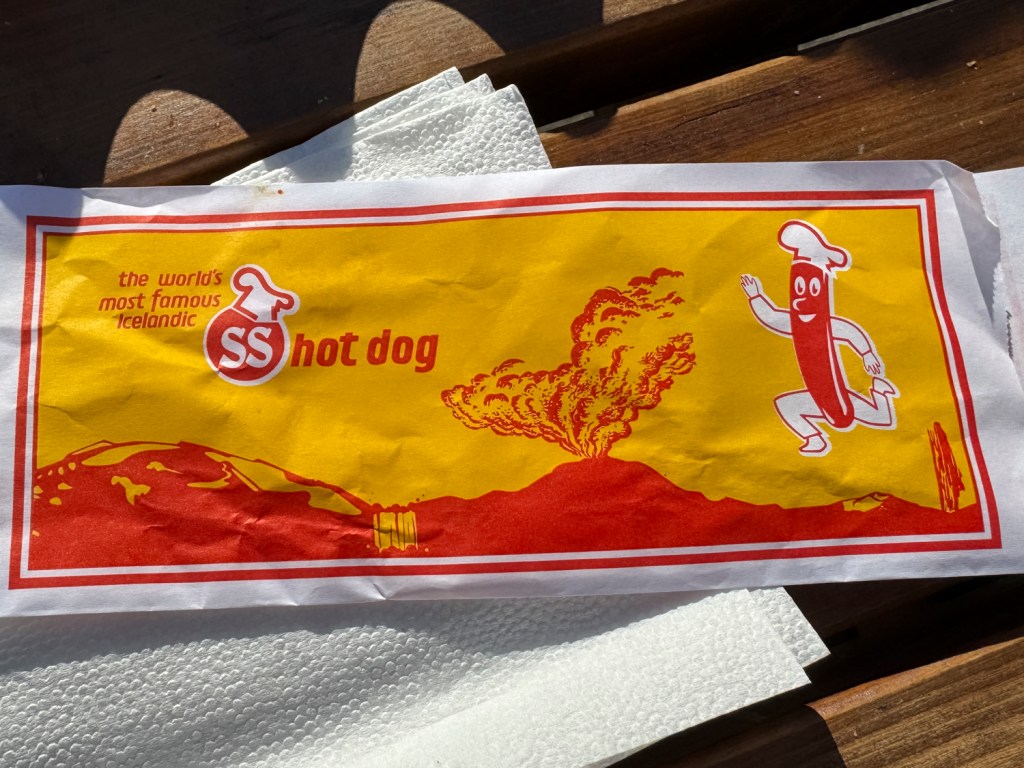 the world's
most famous
Icelandic
SS hot dog